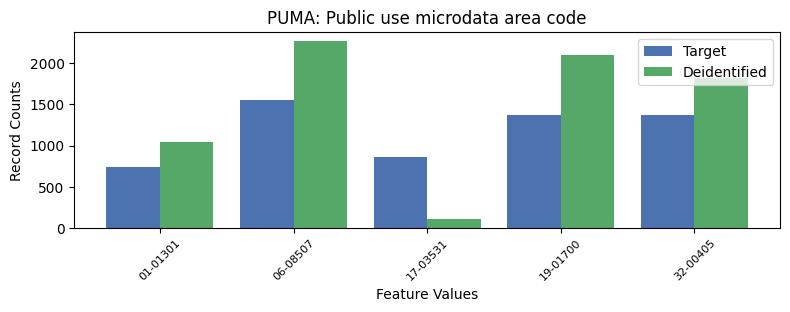 PUMA: Public use microdata area code
Target
Deidentified
Record Counts
2000
1500
1000
500
0
01-01301
06-08507
17-03531
19-01700
32-00405
Feature Values